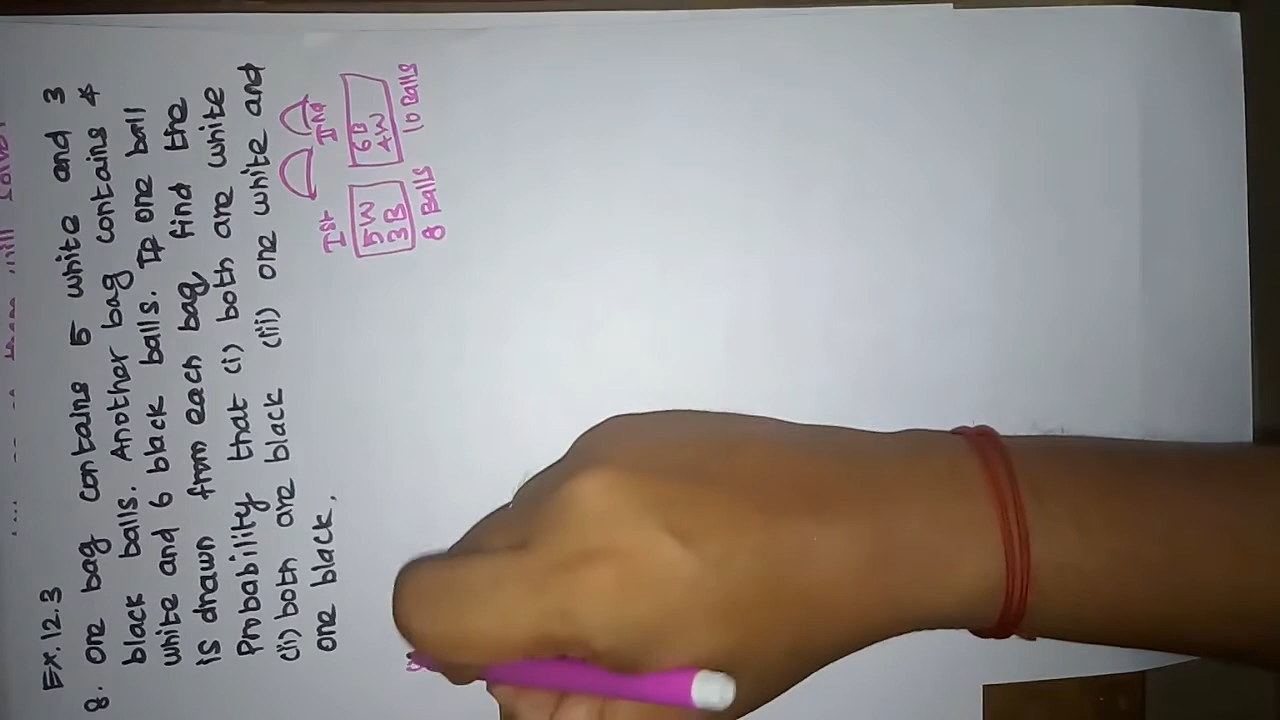 Ex.12.3
8. One bag contains 5 white and 3
black balls. Another bag contains 4
white and 6 black balls. If one ball
is drawn from each bag, find the
Probability that (i) both are white
(ii) both are black (iii) one white and
one black.
Ist IInd
5W 6B
3B 4W
8 Balls 10 Balls